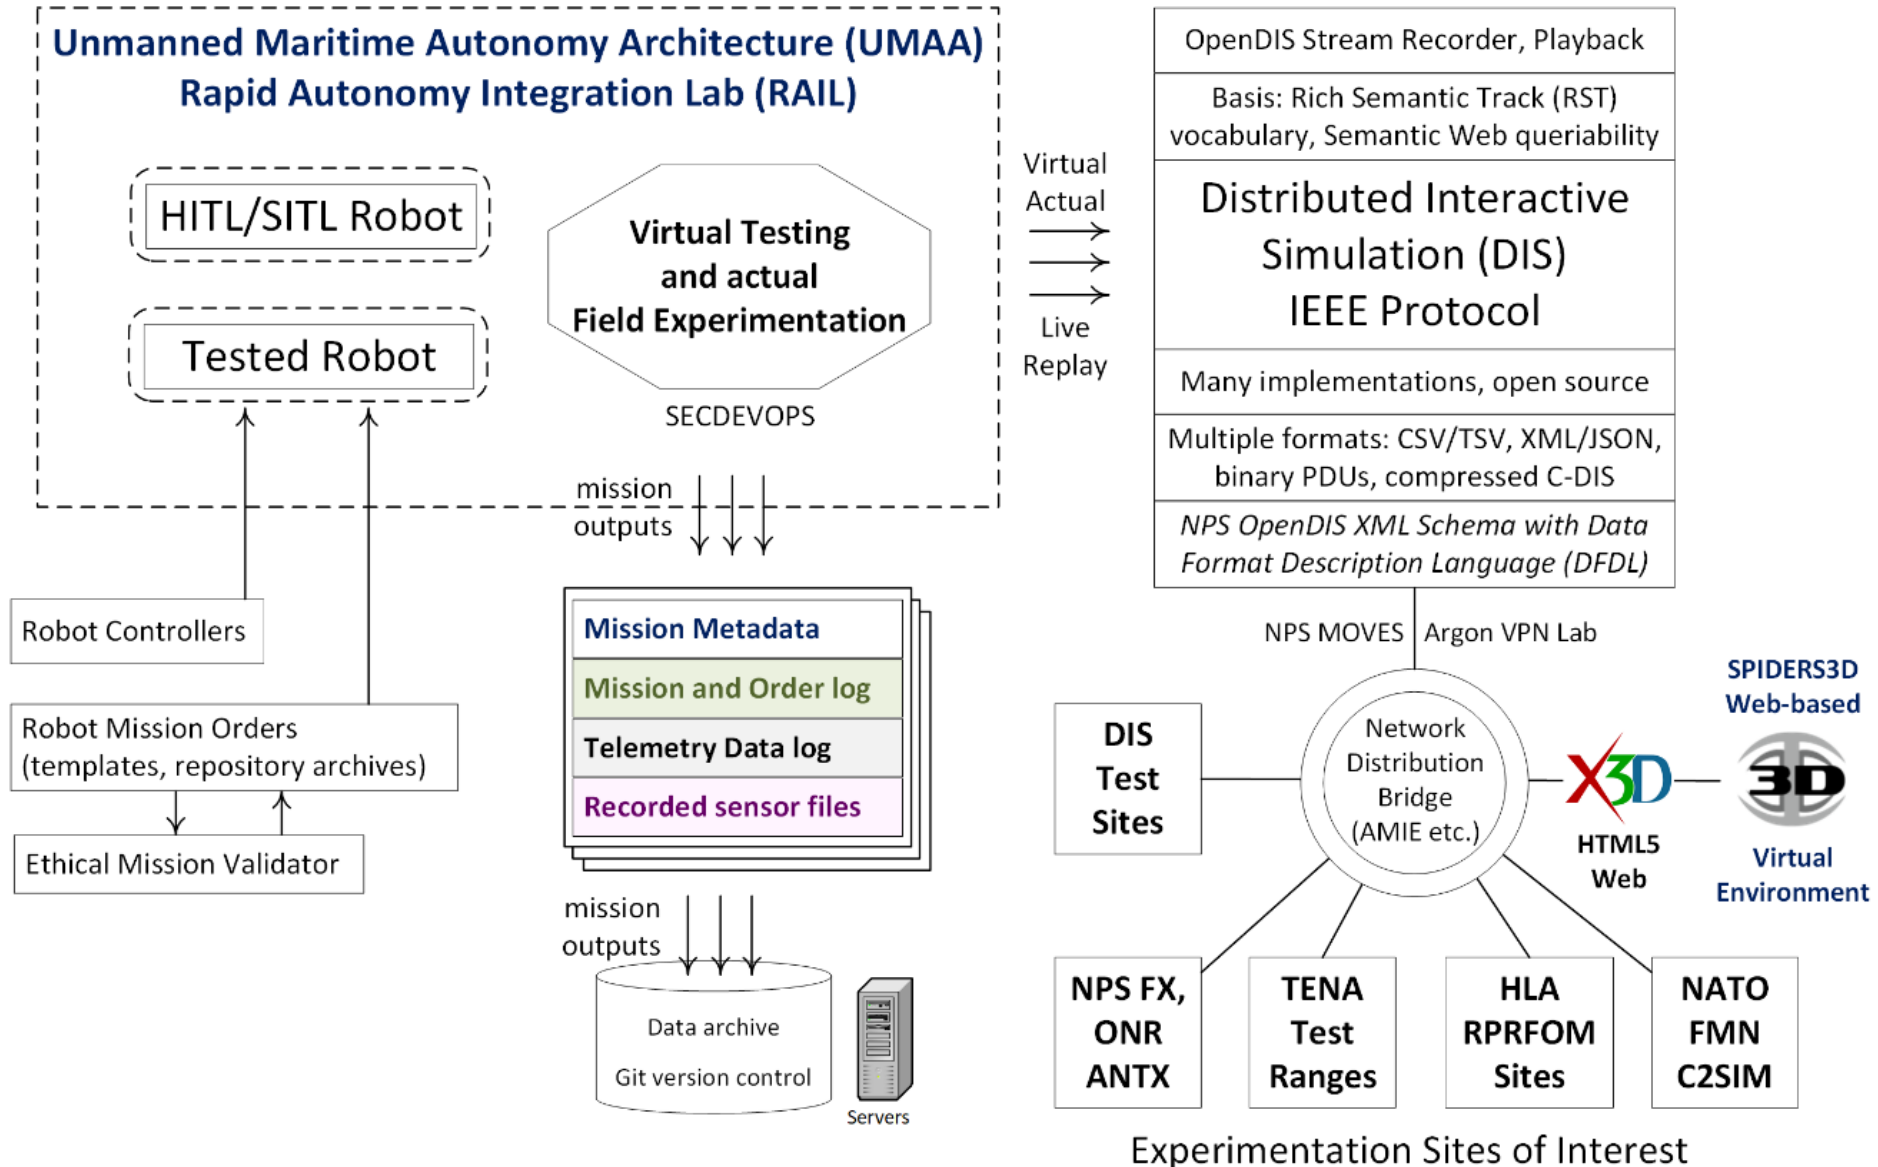 Unmanned Maritime Autonomy Architecture (UMAA)
Rapid Autonomy Integration Lab (RAIL)
HITL/SITL Robot
Tested Robot
Virtual Testing
and actual
Field Experimentation
SECDEVOPS
mission
outputs
Robot Controllers
Robot Mission Orders
(templates, repository archives)
Ethical Mission Validator
Mission Metadata
Mission and Order log
Telemetry Data log
Recorded sensor files
mission
outputs
Data archive
Git version control
Servers
Virtual
Actual
Live
Replay
OpenDIS Stream Recorder, Playback
Basis: Rich Semantic Track (RST)
vocabulary, Semantic Web queriability
Distributed Interactive
Simulation (DIS)
IEEE Protocol
Many implementations, open source
Multiple formats: CSV/TSV, XML/JSON,
binary PDUs, compressed C-DIS
NPS OpenDIS XML Schema with Data
Format Description Language (DFDL)
NPS MOVES
Argon VPN Lab
DIS
Test
Sites
Network
Distribution
Bridge
(AMIE etc.)
X3D
HTML5
Web
SPIDERS3D
Web-based
3D
Virtual
Environment
NPS FX,
ONR
ANTX
TENA
Test
Ranges
HLA
RPRFOM
Sites
NATO
FMN
C2SIM
Experimentation Sites of Interest